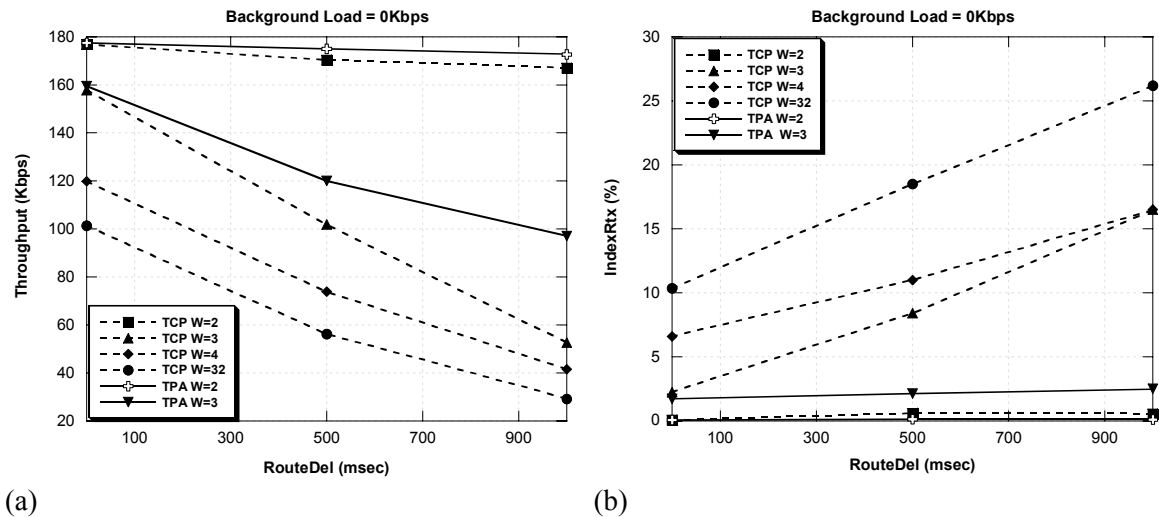 Background Load = 0Kbps
180
160
140
120
100
80
60
40
20
Throughput (Kbps)
TCP W=2
TCP W=3
TCP W=4
TCP W=32
TPA W=2
TPA W=3
100 300 500 700 900
RouteDel (msec)
(a)
Background Load = 0Kbps
30
25
20
15
10
5
0
IndexRtx (%)
TCP W=2
TCP W=3
TCP W=4
TCP W=32
TPA W=2
TPA W=3
100 300 500 700 900
RouteDel (msec)
(b)